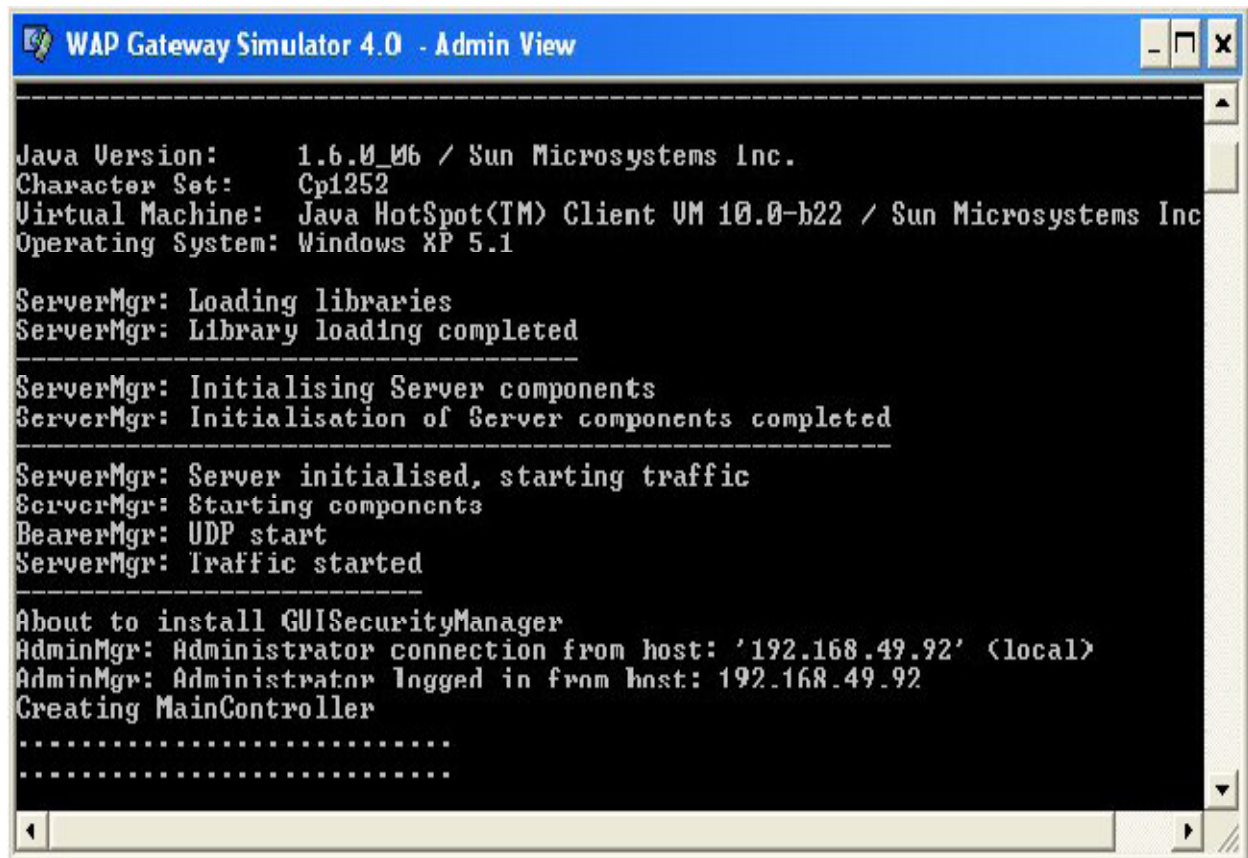 WAP Gateway Simulator 4.0 - Admin View
Java Version: 1.6.0_06 / Sun Microsystems Inc.
Character Set: Cp1252
Virtual Machine: Java HotSpot(TM) Client VM 10.0-b22 / Sun Microsystems Inc
Operating System: Windows XP 5.1
ServerMgr: Loading libraries
ServerMgr: Library loading completed
ServerMgr: Initialising Server components
ServerMgr: Initialisation of Server components completed
ServerMgr: Server initialised, starting traffic
ServerMgr: Starting components
BearerMgr: UDP start
ServerMgr: Traffic started
About to install GUISecurityManager
AdminMgr: Administrator connection from host: '192.168.49.92' (local)
AdminMgr: Administrator logged in from host: 192.168.49.92
Creating MainController
............................
............................